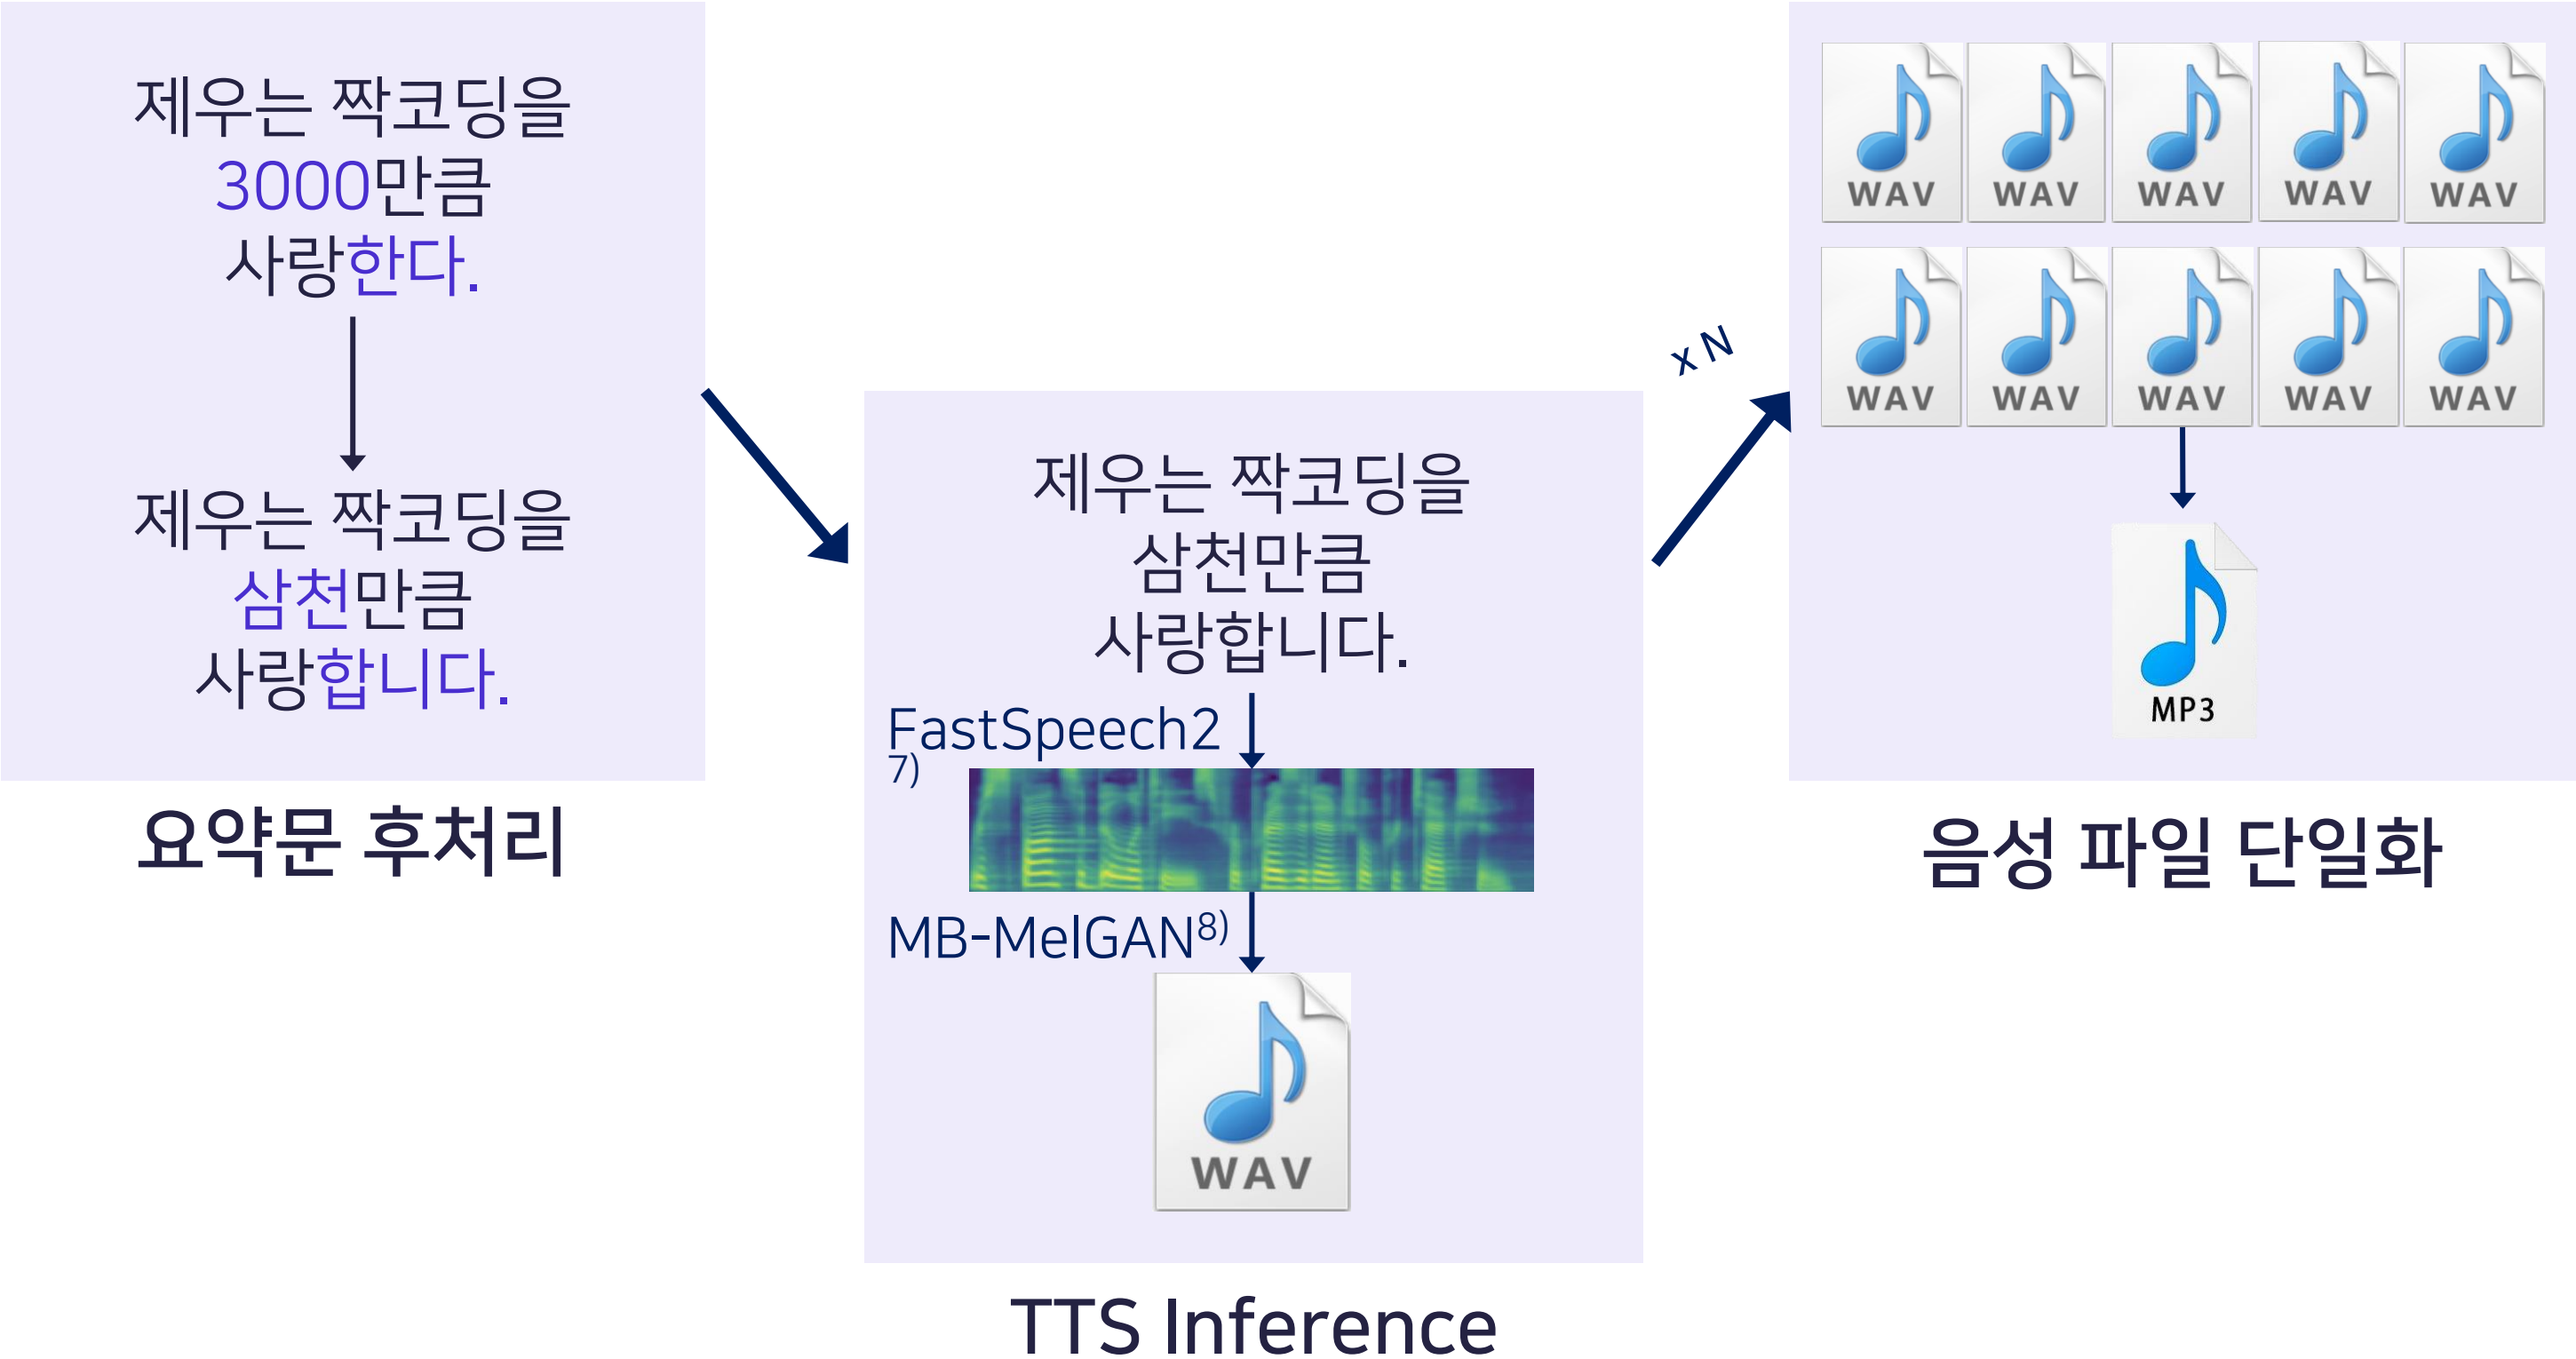 제우는 짝코딩을
3000만큼
사랑한다.
제우는 짝코딩을
삼천만큼
사랑합니다.
요약문 후처리
제우는 짝코딩을
삼천만큼
사랑합니다.
FastSpeech2
7)
MB-MelGAN8)
WAV
TTS Inference
x N
WAV WAV WAV WAV WAV
WAV WAV WAV WAV WAV
MP3
음성 파일 단일화